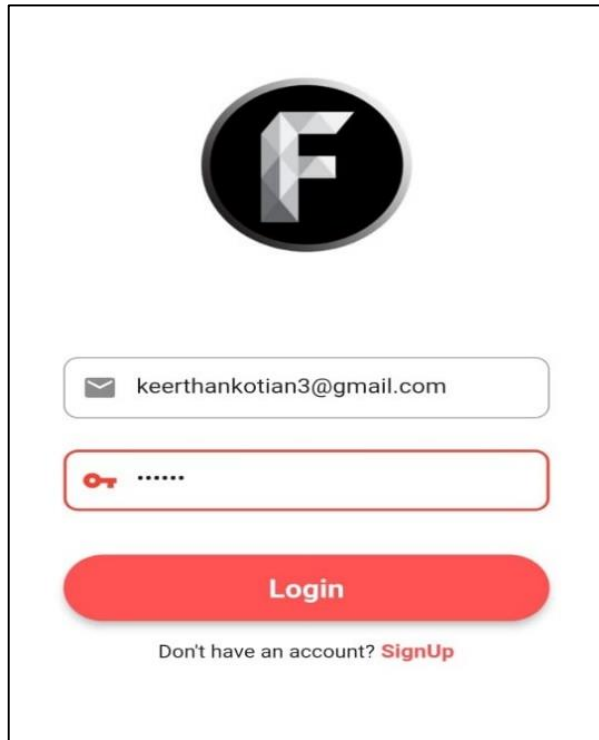 F
keerthankotian3@gmail.com
••••••
Login
Don't have an account? SignUp